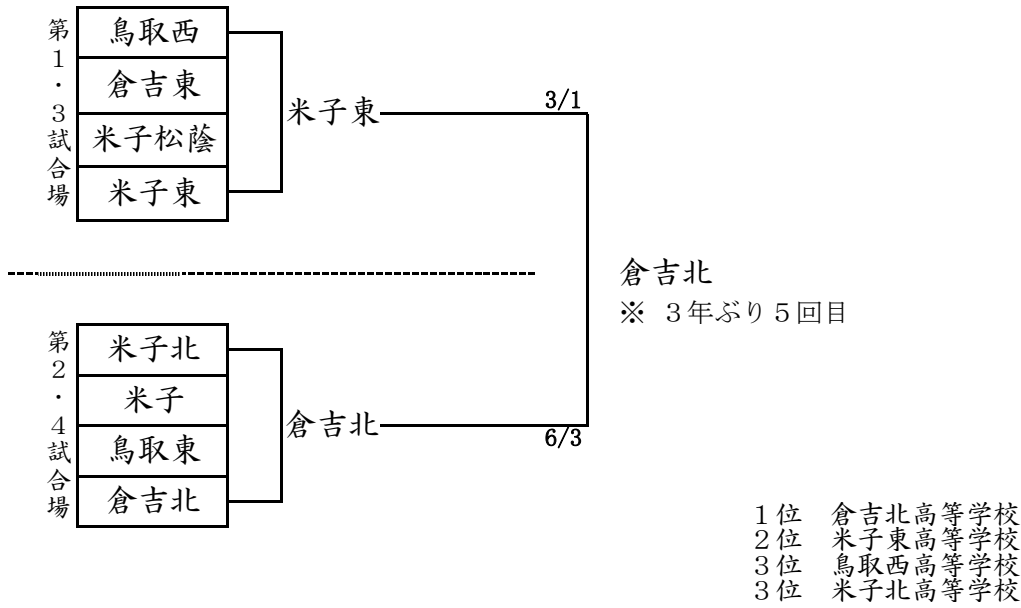 第１・３試合場
鳥取西
倉吉東
米子松蔭
米子東
米子東
3/1
倉吉北
※ ３年ぶり５回目
第２・４試合場
米子北
米子
鳥取東
倉吉北
倉吉北
6/3
１位 倉吉北高等学校
２位 米子東高等学校
３位 鳥取西高等学校
３位 米子北高等学校